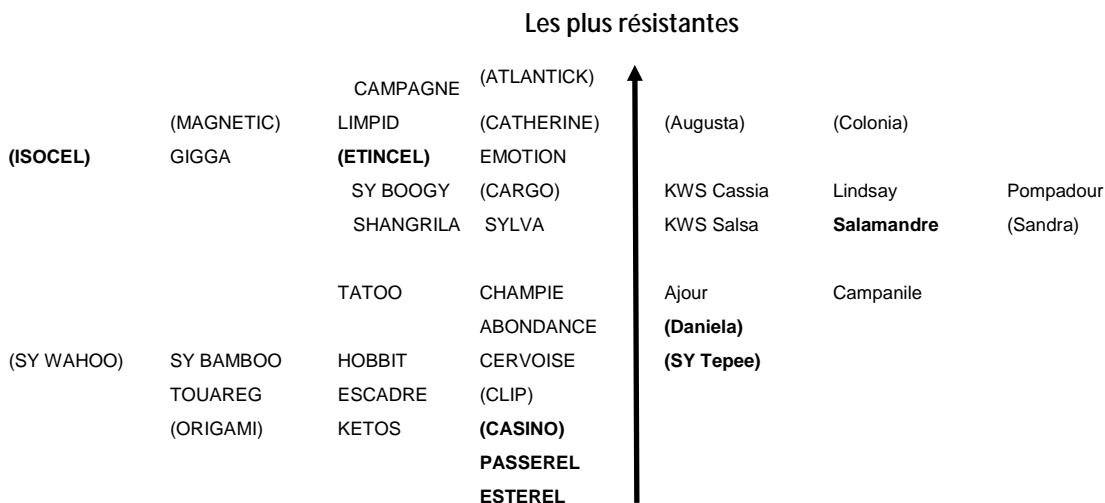 Les plus résistantes
CAMPAGNE (ATLANTICK)
(MAGNETIC) LIMPID (CATHERINE) (Augusta) (Colonia)
(ISOCEL) GIGGA (ETINCEL) EMOTION
SY BOOGY (CARGO) KWS Cassia Lindsay Pompadour
SHANGRILA SYLVA KWS Salsa Salamandre (Sandra)
TATOO CHAMPIE Ajour Campanile
ABONDANCE (Daniela)
(SY WAHOO) SY BAMBOO HOBBIT CERVOISE (SY Tepee)
TOUAREG ESCADRE (CLIP)
(ORIGAMI) KETOS (CASINO)
PASSEREL
ESTEREL